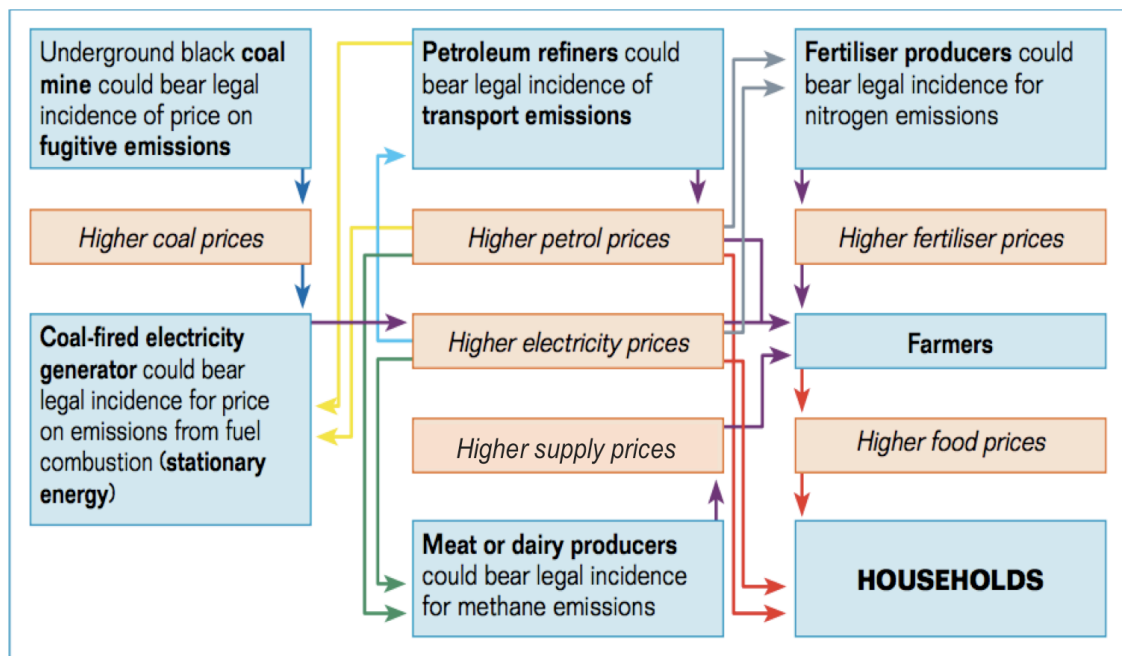 Underground black coal
mine could bear legal
incidence of price on
fugitive emissions
Petroleum refiners could
bear legal incidence of
transport emissions
Fertiliser producers could
bear legal incidence for
nitrogen emissions
Higher coal prices
Higher petrol prices
Higher fertiliser prices
Coal-fired electricity
generator could bear
legal incidence for price
on emissions from fuel
combustion (stationary
energy)
Higher electricity prices
Farmers
Higher supply prices
Higher food prices
Meat or dairy producers
could bear legal incidence
for methane emissions
HOUSEHOLDS